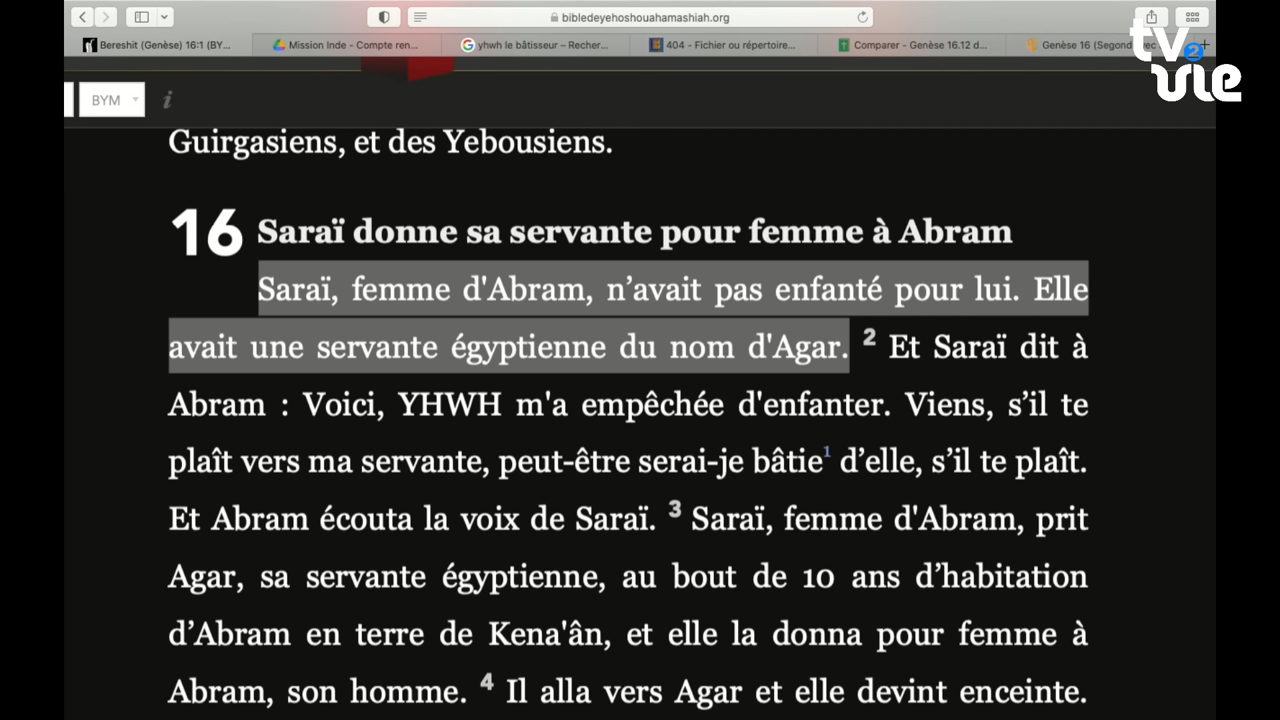 bibledeyehoshouahamashiah.org
Bereshit (Genèse) 16:1 (BY...
Mission Inde - Compte ren...
yhwh le bâtisseur – Recher...
404 - Fichier ou répertoire...
Comparer - Genèse 16.12 d...
Genèse 16 (Segond
tv2vie
BYM
i
Guirgasiens, et des Yebousiens.
16 Saraï donne sa servante pour femme à Abram
Saraï, femme d'Abram, n’avait pas enfanté pour lui. Elle
avait une servante égyptienne du nom d'Agar. 2 Et Saraï dit à
Abram : Voici, YHWH m'a empêchée d'enfanter. Viens, s’il te
plaît vers ma servante, peut-être serai-je bâtie1 d’elle, s’il te plaît.
Et Abram écouta la voix de Saraï. 3 Saraï, femme d'Abram, prit
Agar, sa servante égyptienne, au bout de 10 ans d’habitation
d’Abram en terre de Kena'ân, et elle la donna pour femme à
Abram, son homme. 4 Il alla vers Agar et elle devint enceinte.